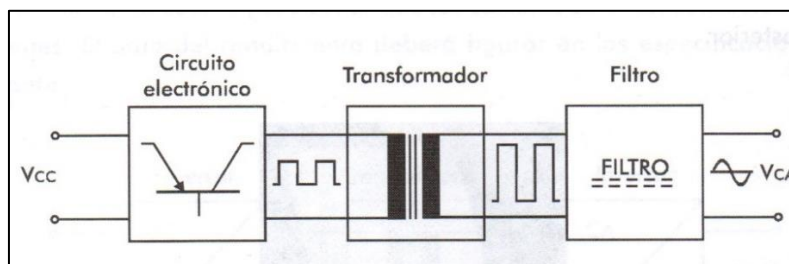 Circuito
electrónico
Transformador
Filtro
VCC
FILTRO
VCA